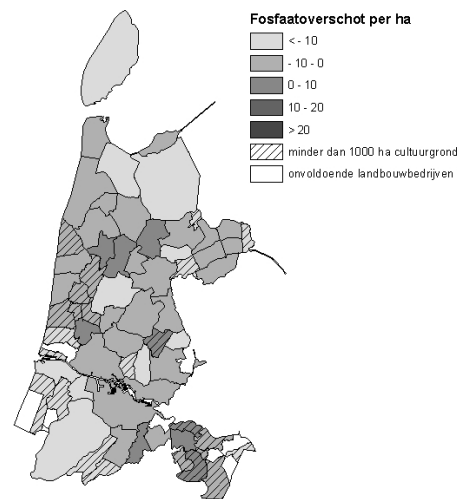 Fosfaatoverschot per ha
< - 10
- 10 - 0
0 - 10
10 - 20
> 20
minder dan 1000 ha cultuurgrond
onvoldoende landbouwbedrijven